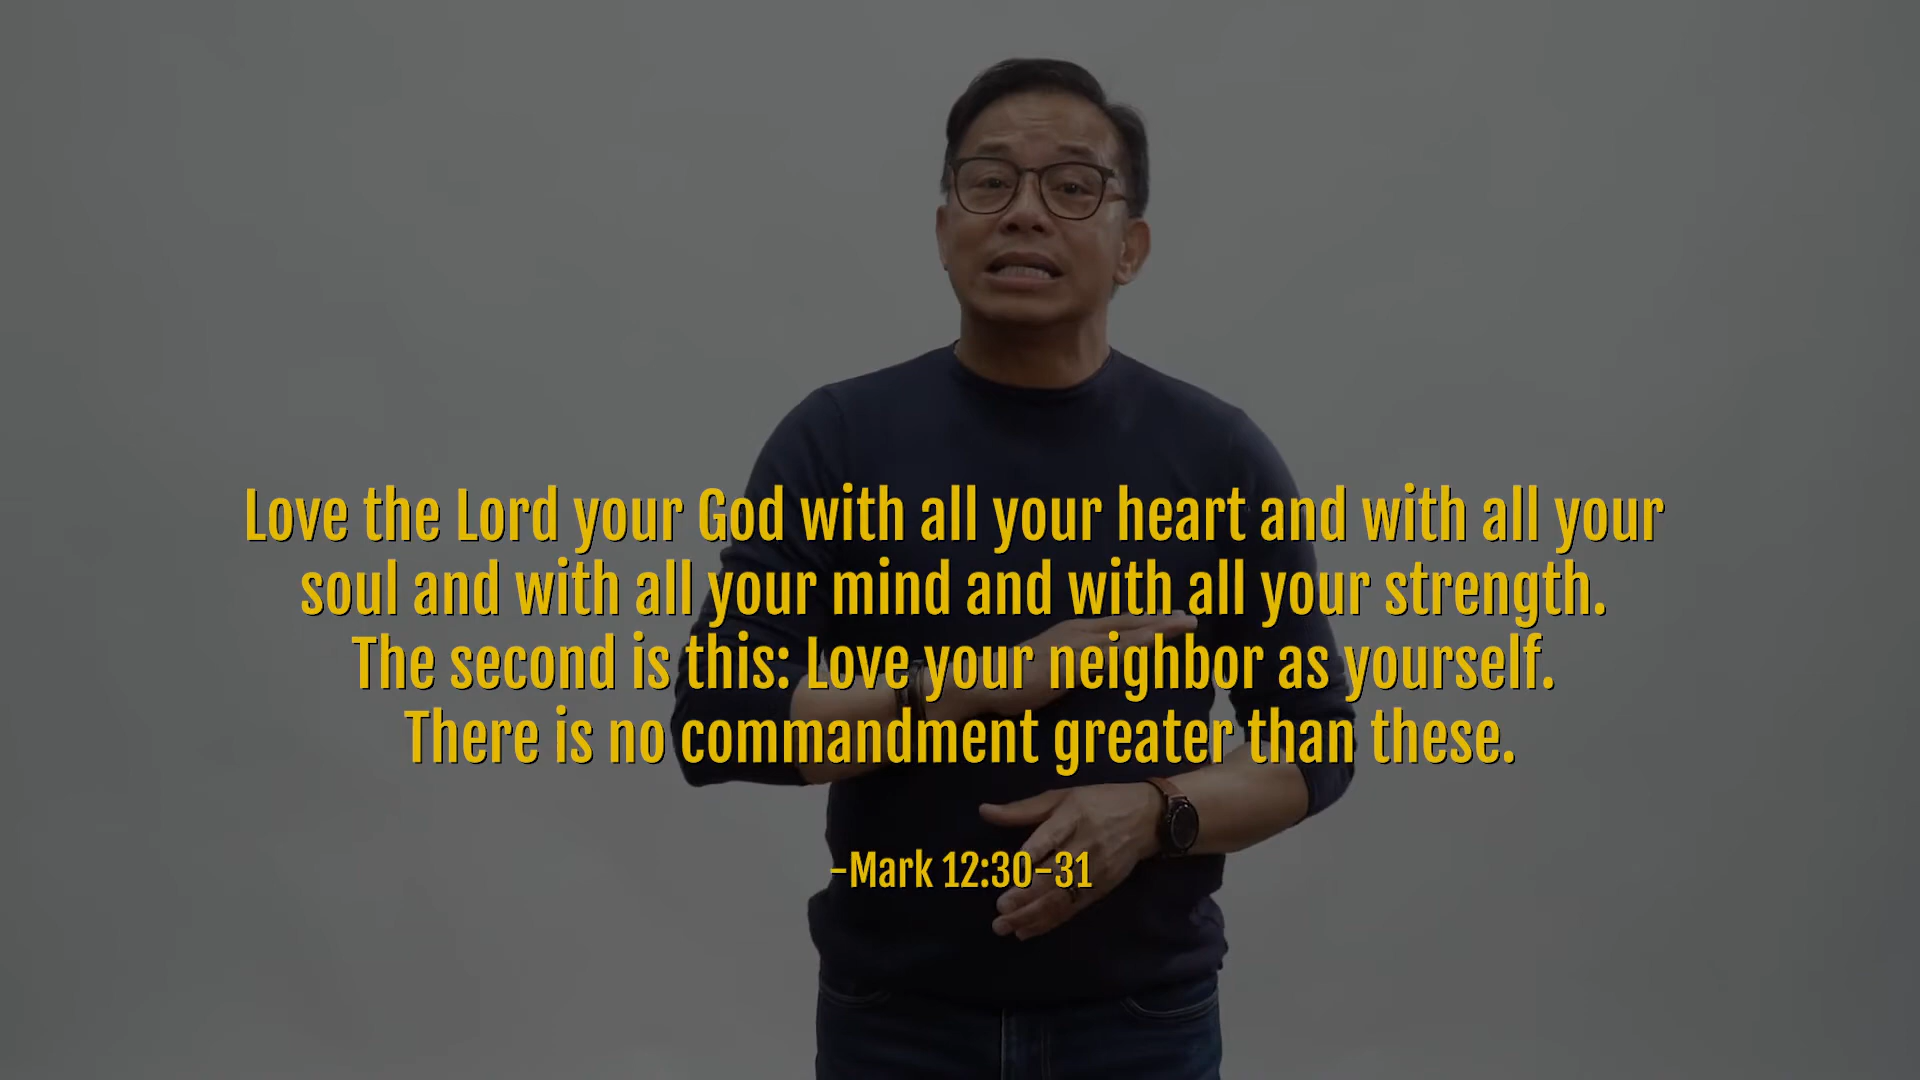 Love the Lord your God with all your heart and with all your
soul and with all your mind and with all your strength.
The second is this: Love your neighbor as yourself.
There is no commandment greater than these.
-Mark 12:30-31